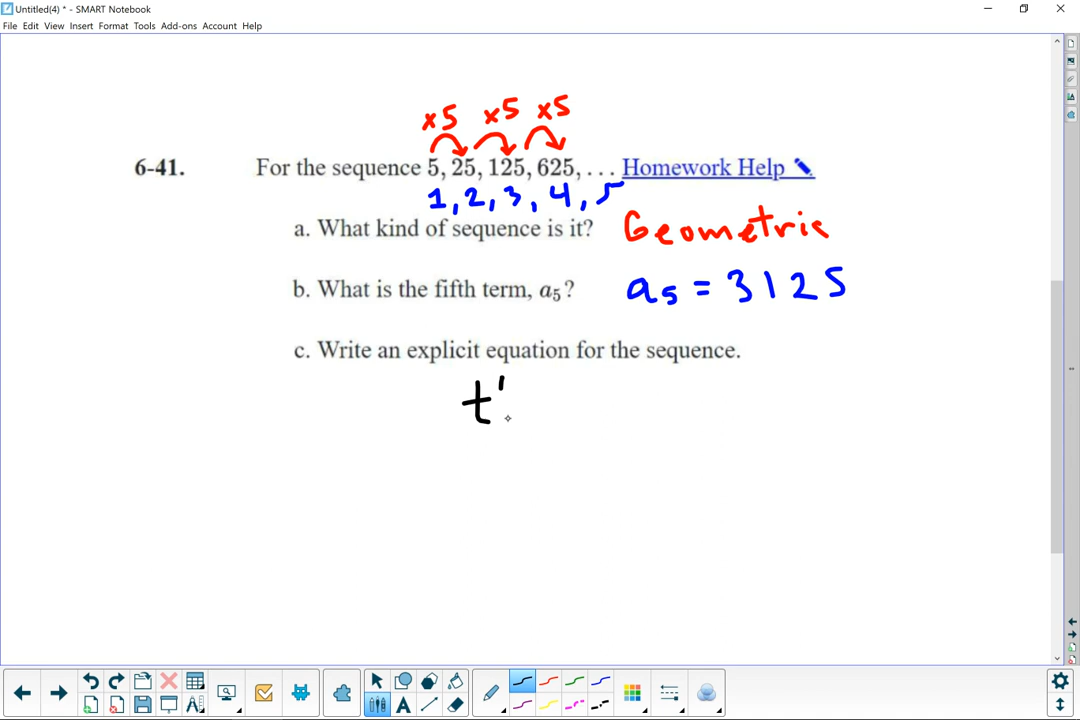 Untitled(4) * - SMART Notebook
File Edit View Insert Format Tools Add-ons Account Help
×5 ×5 ×5
6-41. For the sequence 5, 25, 125, 625, . . . Homework Help
1, 2, 3, 4, 5
a. What kind of sequence is it? Geometric
b. What is the fifth term, a₅? a₅ = 3125
c. Write an explicit equation for the sequence.
t'